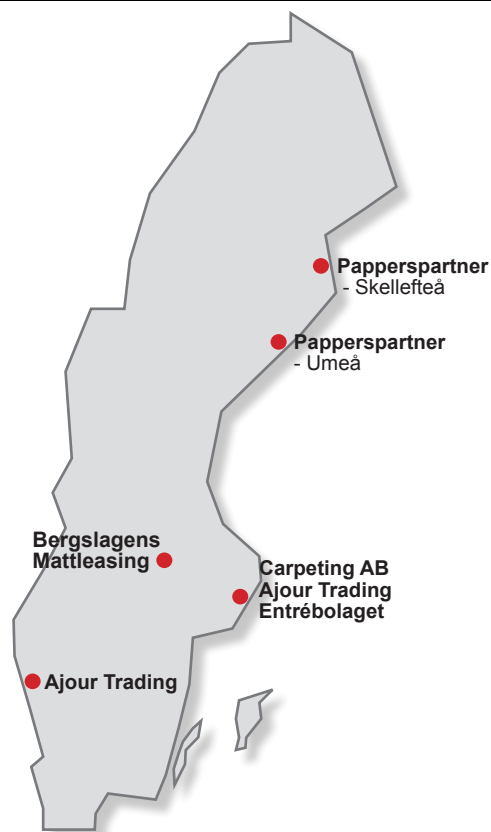 Papperspartner
- Skellefteå
Papperspartner
- Umeå
Bergslagens
Mattleasing
Carpeting AB
Ajour Trading
Entrébolaget
Ajour Trading